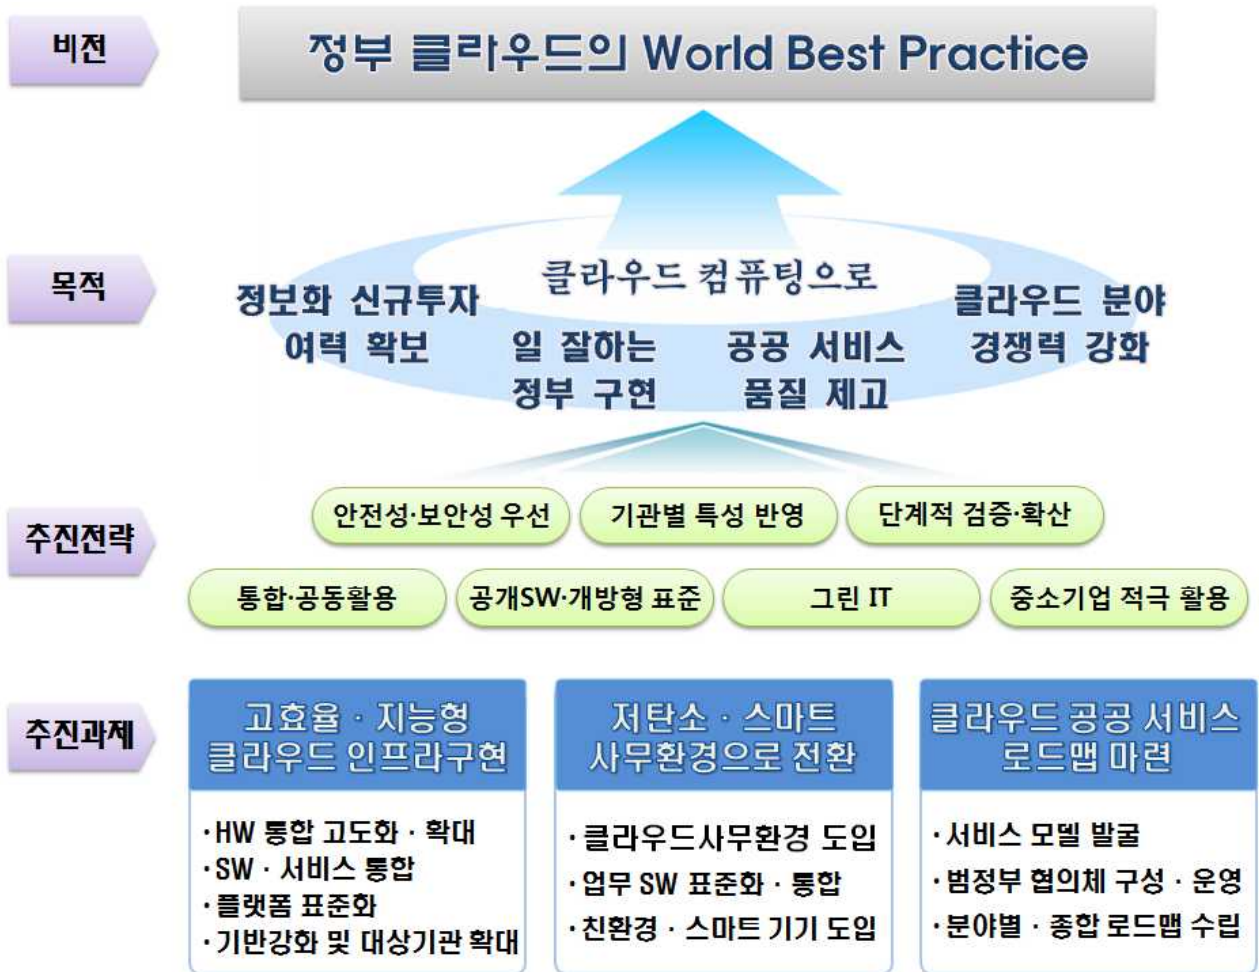 비전
정부 클라우드의 World Best Practice
목적
클라우드 컴퓨팅으로
정보화 신규투자
여력 확보
일 잘하는
정부 구현
공공 서비스
품질 제고
클라우드 분야
경쟁력 강화
추진전략
안전성·보안성 우선
기관별 특성 반영
단계적 검증·확산
통합·공동활용
공개SW·개방형 표준
그린 IT
중소기업 적극 활용
추진과제
고효율 · 지능형
클라우드 인프라구현
· HW 통합 고도화 · 확대
· SW · 서비스 통합
· 플랫폼 표준화
· 기반강화 및 대상기관 확대
저탄소 · 스마트
사무환경으로 전환
· 클라우드사무환경 도입
· 업무 SW 표준화 · 통합
· 친환경 · 스마트 기기 도입
클라우드 공공 서비스
로드맵 마련
· 서비스 모델 발굴
· 범정부 협의체 구성 · 운영
· 분야별 · 종합 로드맵 수립